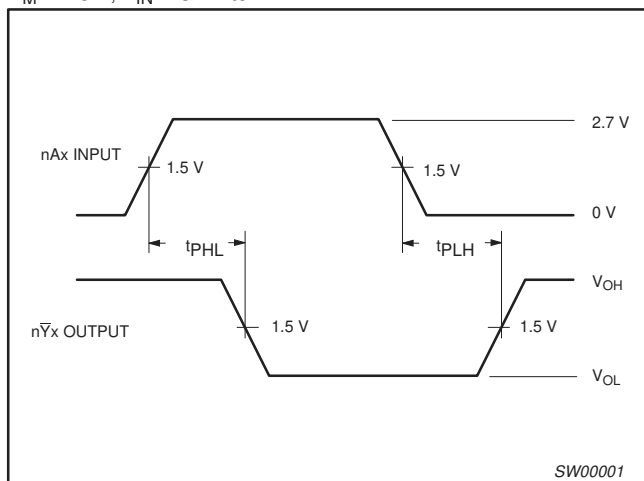 nAx INPUT
1.5 V
1.5 V
2.7 V
0 V
tPHL
tPLH
nY̅x OUTPUT
1.5 V
1.5 V
VOH
VOL
SW00001